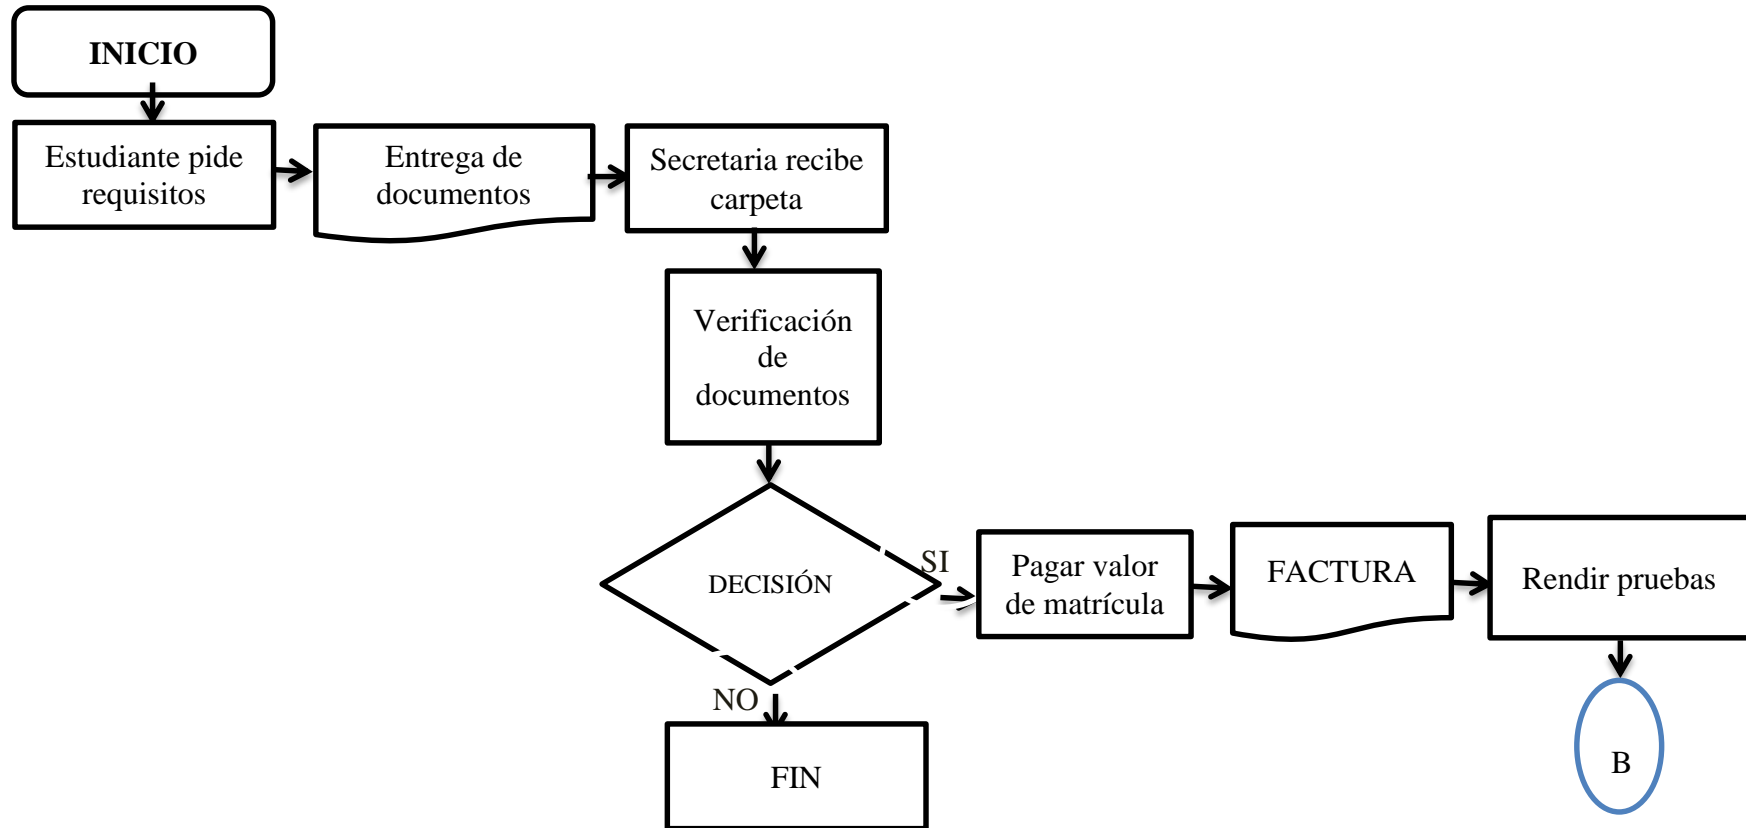 INICIO
Estudiante pide
requisitos
Entrega de
documentos
Secretaria recibe
carpeta
Verificación
de
documentos
DECISIÓN
SI
Pagar valor
de matrícula
FACTURA
Rendir pruebas
NO
FIN
B